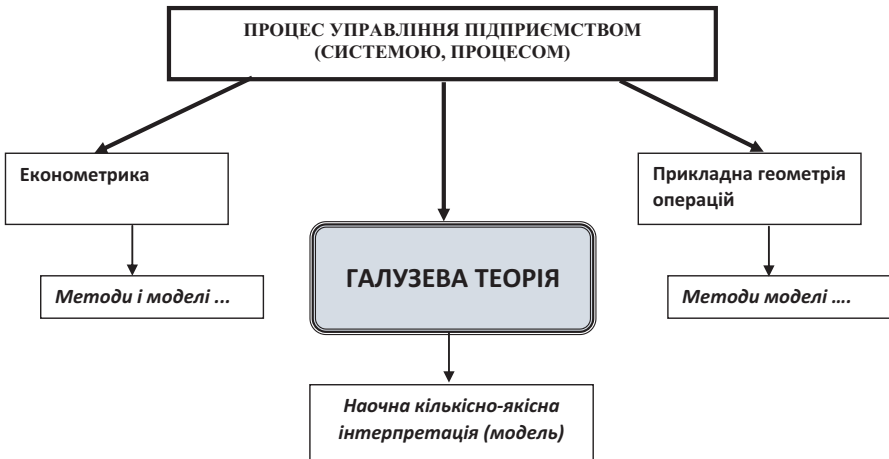 ПРОЦЕС УПРАВЛІННЯ ПІДПРИЄМСТВОМ
(СИСТЕМОЮ, ПРОЦЕСОМ)
Економетрика
Прикладна геометрія
операцій
ГАЛУЗЕВА ТЕОРІЯ
Методи і моделі ...
Методи моделі ....
Наочна кількісно-якісна
інтерпретація (модель)